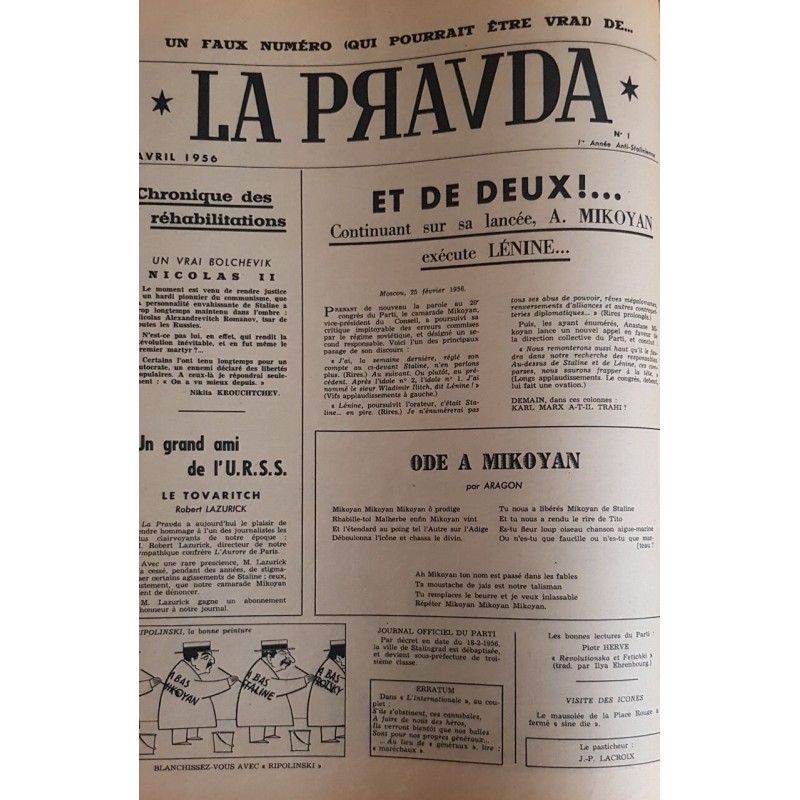 UN FAUX NUMÉRO (QUI POURRAIT ÊTRE VRAI) DE...
LA PЯAVDA
N° 1
1re Année Anti-Stalinienne
AVRIL 1956
Chronique des
réhabilitations
UN VRAI BOLCHEVIK
NICOLAS II
Le moment est venu de rendre justice
un hardi pionnier du communisme, que
personnalité envahissante de Staline a
trop longtemps maintenu dans l'ombre :
Nicolas Alexandrevitch Romanov, tsar de
toutes les Russies.
N'est-ce pas lui, en effet, qui rendit la
révolution inévitable, et en fut même le
premier martyr ?...
Certains l'ont tenu longtemps pour un
autocrate, un ennemi déclaré des libertés
populaires. A ceux-là je répondrai seule-
ment : « On a vu mieux depuis. »
Nikita KROUCHTCHEV.
Un grand ami
de l'U.R.S.S.
LE TOVARITCH
Robert LAZURICK
La Pravda a aujourd'hui le plaisir de
rendre hommage à l'un des journalistes les
plus clairvoyants de notre époque :
M. Robert Lazurick, directeur de notre
sympathique confrère L'Aurore de Paris.
Avec une rare prescience, M. Lazurick
a cessé, pendant des années, de stigma-
tiser certains agissements de Staline ; ceux,
justement, que notre camarade Mikoyan
vient de dénoncer.
M. Lazurick gagne un abonnement
d'honneur à notre journal.
ET DE DEUX!...
Continuant sur sa lancée, A. MIKOYAN
exécute LÉNINE...
Moscou, 25 février 1956.
PRENANT de nouveau la parole au 20e
congrès du Parti, le camarade Mikoyan,
vice-président du Conseil, a poursuivi sa
critique impitoyable des erreurs commises
par le régime soviétique, et désigné un se-
cond responsable. Voici l'un des principaux
passage de son discours :
« J'ai, la semaine dernière, réglé son
compte au ci-devant Staline, n'en parlons
plus. (Rires.) Au suivant. Ou plutôt, au pré-
cédent. Après l'idole n° 2, l'idole n° 1. J'ai
nommé le sieur Wladimir Ilitch, dit Lénine ! »
(Vifs applaudissements à gauche.)
« Lénine, poursuivit l'orateur, c'était Sta-
line... en pire. (Rires.) Je n'énumérerai pas
tous ses abus de pouvoir, rêves mégalomanes,
renversements d'alliances et autres contrepè-
teries diplomatiques... » (Rires prolongés.)
Puis, les ayant énumérés, Anastase Mi-
koyan lance un nouvel appel en faveur de
la direction collective du Parti, et conclut
« Nous remonterons aussi haut qu'il le fau-
dra dans notre recherche des responsables.
Au-dessus de Staline et de Lénine, ces com-
parses, nous saurons frapper à la tête. »
(Longs applaudissements. Le congrès, debout,
lui fait une ovation.)
DEMAIN, dans ces colonnes :
KARL MARX A-T-IL TRAHI ?
ODE A MIKOYAN
par ARAGON
Mikoyan Mikoyan Mikoyan ô prodige
Rhabille-toi Malherbe enfin Mikoyan vint
Et l'étendard au poing tel l'Autre sur l'Adige
Déboulonna l'icône et chassa le divin.
Tu nous a libérés Mikoyan de Staline
Et tu nous a rendu le rire de Tito
Es-tu fleur loup oiseau chanson aigue-marine
Ou n'es-tu que faucille ou n'es-tu que mar-
[teau ?
Ah Mikoyan ton nom est passé dans les fables
Ta moustache de jais est notre talisman
Tu remplaces le beurre et je veux inlassable
Répéter Mikoyan Mikoyan Mikoyan.
RIPOLINSKI, la bonne peinture
A BAS MIKOYAN
A BAS STALINE
A BAS TROTSKY
BLANCHISSEZ-VOUS AVEC « RIPOLINSKI »
JOURNAL OFFICIEL DU PARTI
Par décret en date du 18-2-1956,
la ville de Stalingrad est débaptisée,
et devient sous-préfecture de troi-
sième classe.
ERRATUM
Dans « L'internationale », au cou-
plet :
S'ils s'obstinent, ces cannibales,
A faire de nous des héros,
Ils verront bientôt que nos balles
Sont pour nos propres généraux...
... Au lieu de « généraux », lire :
« maréchaux »
Les bonnes lectures du Parti :
Piotr HERVE
« Revolutionska et Fetichki »
(trad. par Ilya Ehrenbourg.)
VISITE DES ICONES
Le mausolée de la Place Rouge
fermé « sine die ».
Le pasticheur :
J.-P. LACROIX